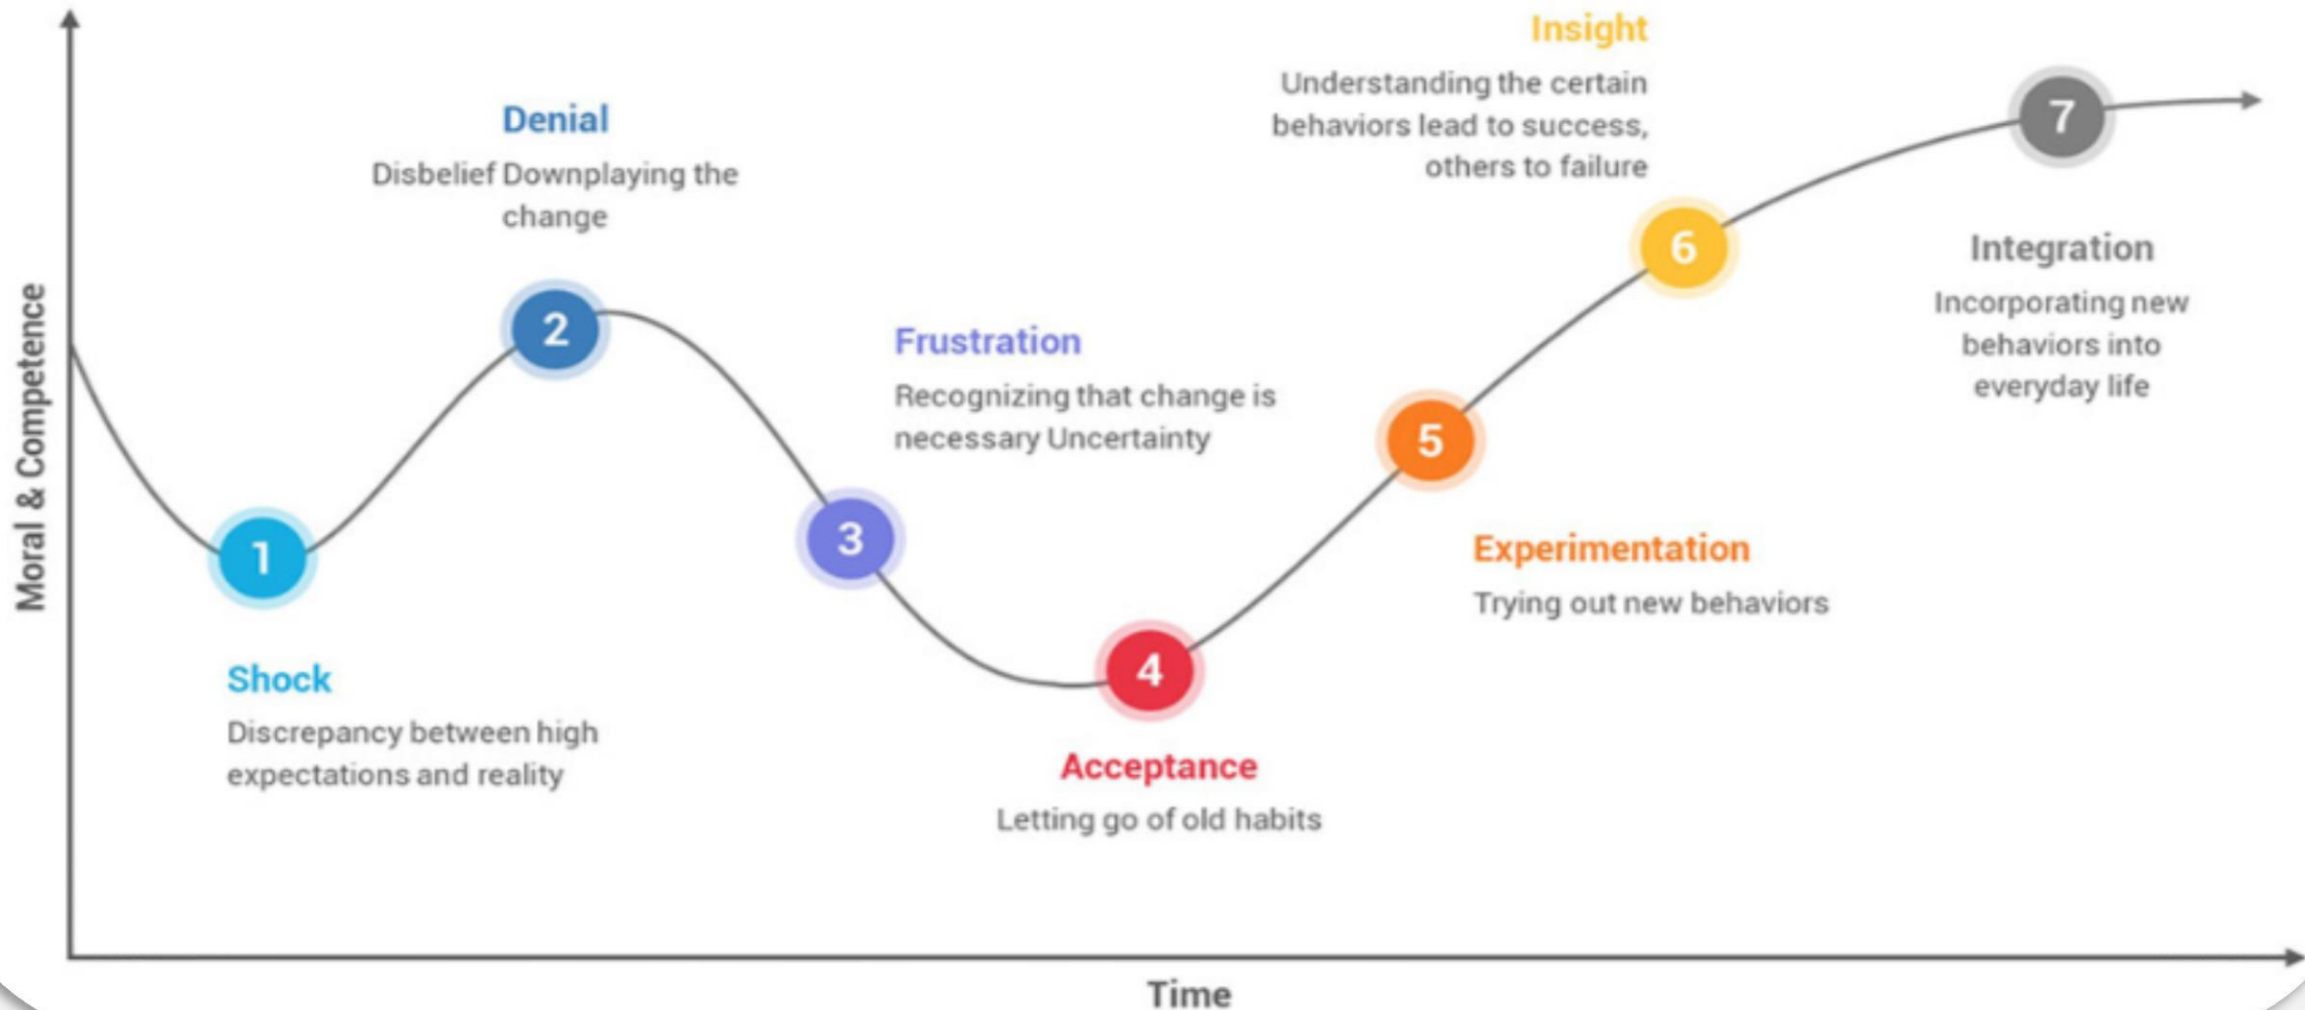 Moral & Competence
1
Shock
Discrepancy between high
expectations and reality
Denial
Disbelief Downplaying the
change
2
3
Frustration
Recognizing that change is
necessary Uncertainty
4
Acceptance
Letting go of old habits
5
Experimentation
Trying out new behaviors
Insight
Understanding the certain
behaviors lead to success,
others to failure
6
7
Integration
Incorporating new
behaviors into
everyday life
Time